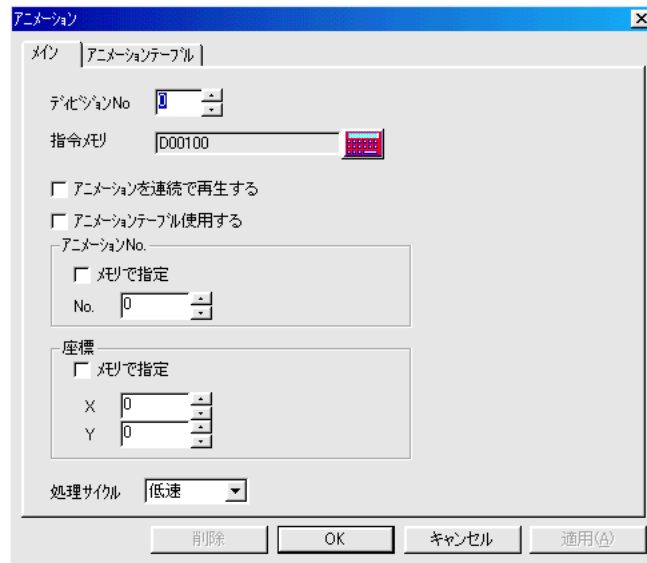 アニメーション
メイン アニメーションテーブル
ディビジョンNo 0
指令メモリ D00100
アニメーションを連続で再生する
アニメーションテーブル使用する
アニメーションNo.
メモリで指定
No. 0
座標
メモリで指定
X 0
Y 0
処理サイクル 低速
削除 OK キャンセル 適用(A)